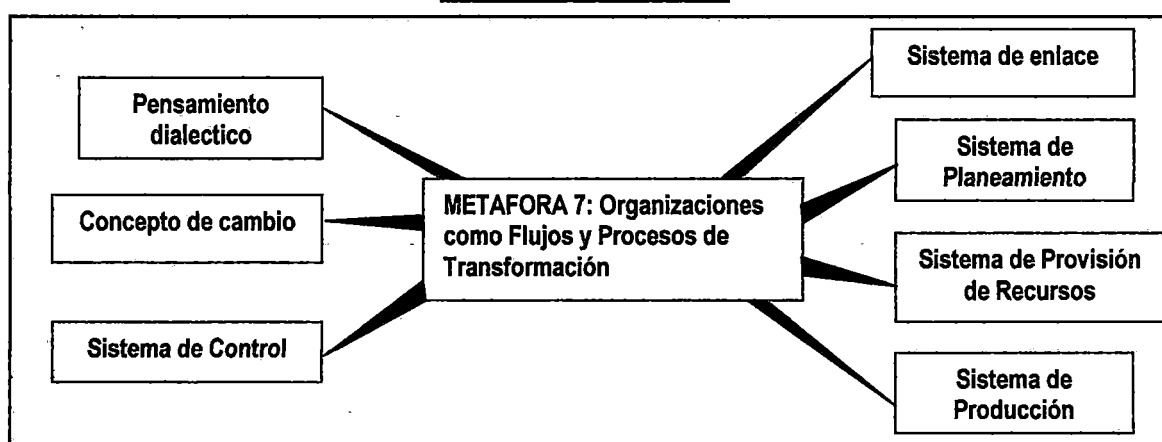 Pensamiento
dialectico
Concepto de cambio
Sistema de Control
METAFORA 7: Organizaciones
como Flujos y Procesos de
Transformación
Sistema de enlace
Sistema de
Planeamiento
Sistema de Provisión
de Recursos
Sistema de
Producción